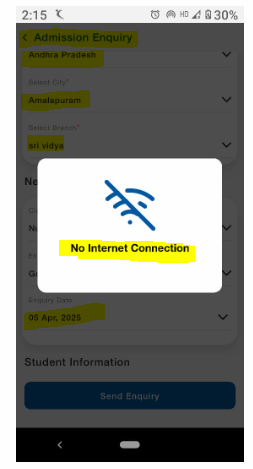 2:15 HD 30%
Admission Enquiry
Andhra Pradesh
Select City*
Amalapuram
Select Branch*
sri vidya
Ne
No Internet Connection
Enquiry Date
05 Apr, 2025
Student Information
Send Enquiry